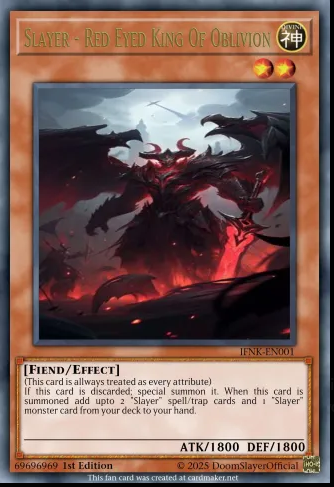 Slayer - Red Eyed King Of Oblivion
DIVINE
神
IFNK-EN001
[Fiend/Effect]
(This card is allways treated as every attribute)
If this card is discarded; special summon it. When this card is
summoned add upto 2 "Slayer" spell/trap cards and 1 "Slayer"
monster card from your deck to your hand.
ATK/1800 DEF/1800
69696969 1st Edition © 2025 DoomSlayerOfficial
This fan card was created at cardmaker.net